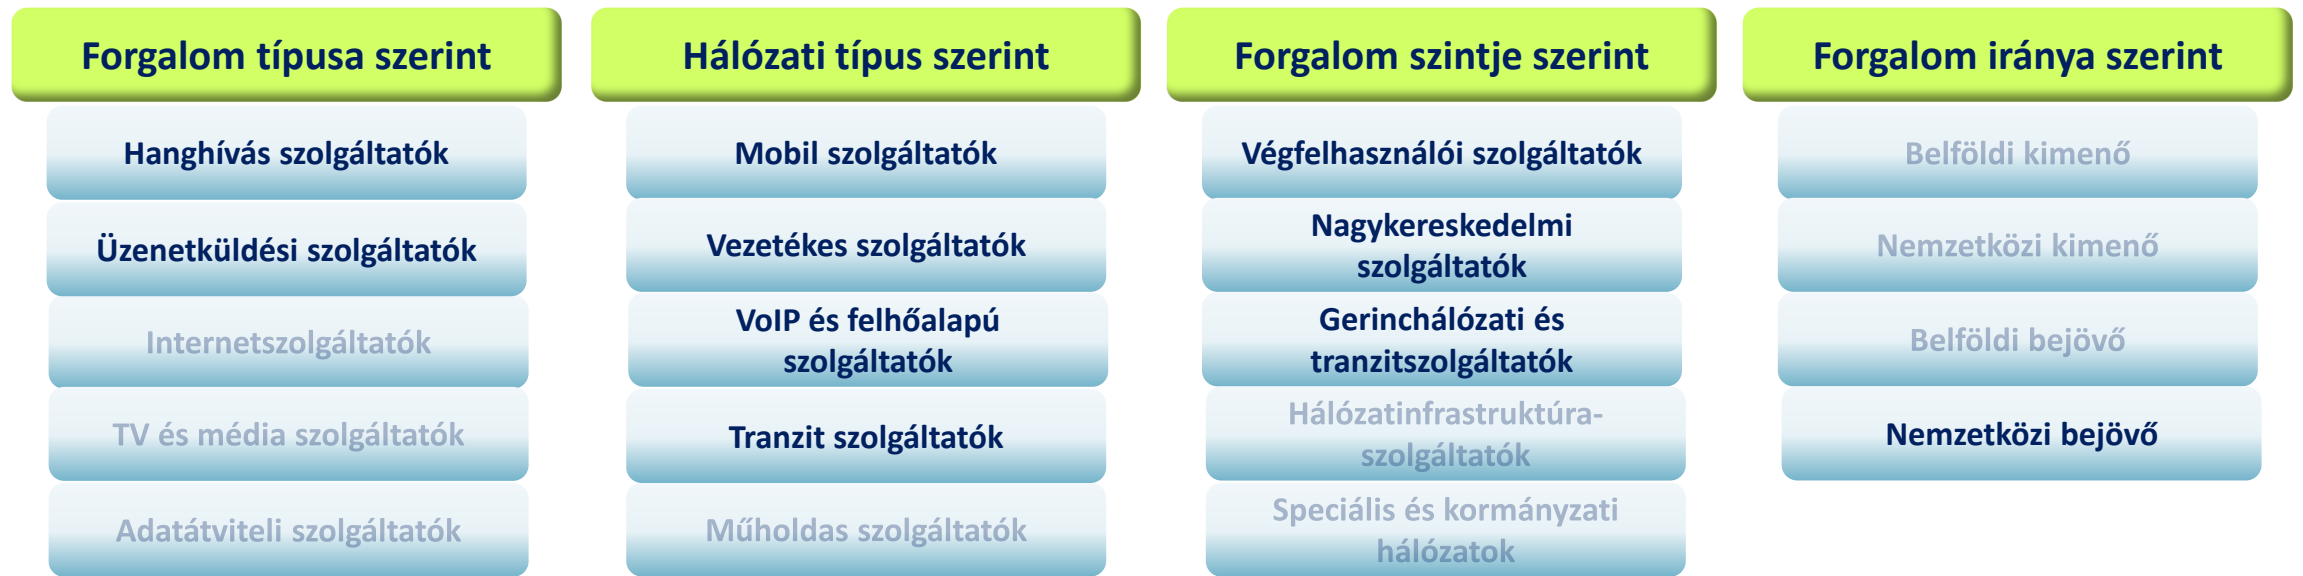 Forgalom típusa szerint
Hanghívás szolgáltatók
Üzenetküldési szolgáltatók
Internetszolgáltatók
TV és média szolgáltatók
Adatátviteli szolgáltatók
Hálózati típus szerint
Mobil szolgáltatók
Vezetékes szolgáltatók
VoIP és felhőalapú
szolgáltatók
Tranzit szolgáltatók
Műholdas szolgáltatók
Forgalom szintje szerint
Végfelhasználói szolgáltatók
Nagykereskedelmi
szolgáltatók
Gerinchálózati és
tranzitszolgáltatók
Hálózatinfrastruktúra-
szolgáltatók
Speciális és kormányzati
hálózatok
Forgalom iránya szerint
Belföldi kimenő
Nemzetközi kimenő
Belföldi bejövő
Nemzetközi bejövő